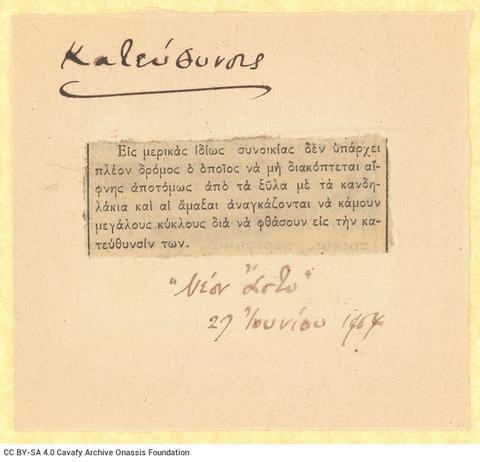 Κατεύθυνσις
Εἰς μερικὰς ἰδίως συνοικίας δὲν ὑπάρχει
πλέον δρόμος ὁ ὁποῖος νὰ μὴ διακόπτεται αἴ-
φνης ἀποτόμως ἀπὸ τὰ ξῦλα μὲ τὰ κανδη-
λάκια καὶ αἱ ἅμαξαι ἀναγκάζονται νὰ κάμουν
μεγάλους κύκλους διὰ νὰ φθάσουν εἰς τὴν κα-
τεύθυνσίν των.
"Νέον Ἄστυ"
27 Ἰουνίου
CC BY-SA 4.0 Cavafy Archive Onassis Foundation